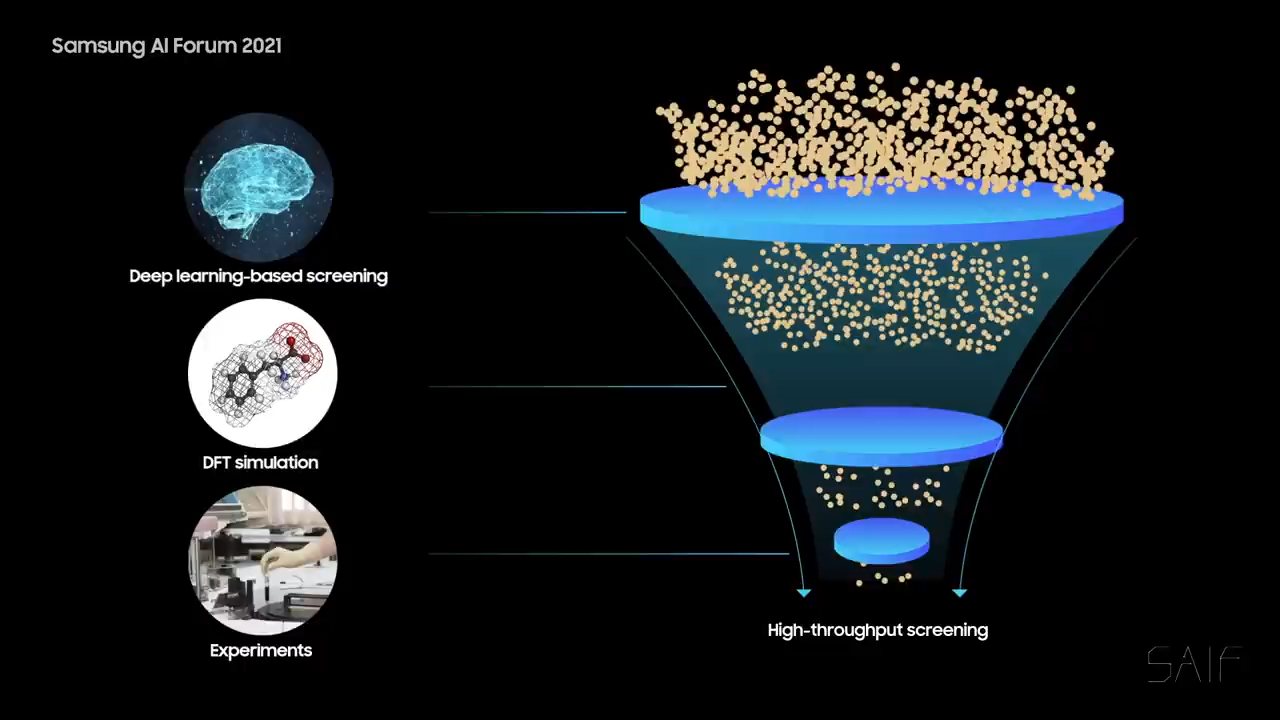 Samsung AI Forum 2021
Deep learning-based screening
DFT simulation
Experiments
High-throughput screening
SAIF